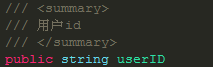 /// <summary>
/// 用户id
/// </summary>
public string userID